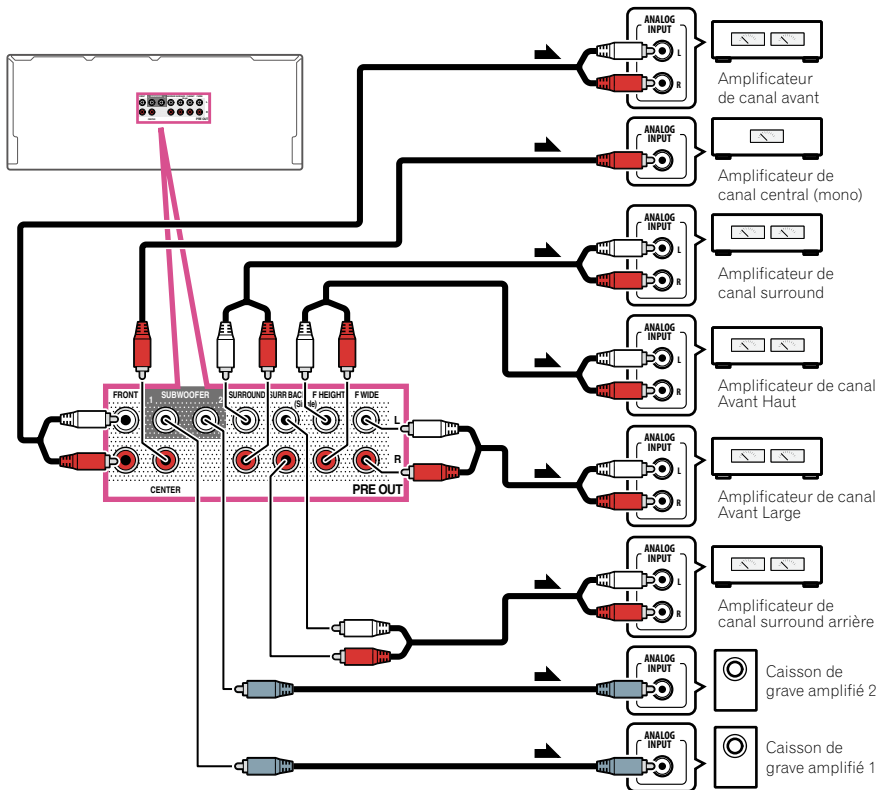 ANALOG
INPUT
L
R
Amplificateur
de canal avant
PRE OUT
ANALOG
INPUT
Amplificateur de
canal central (mono)
ANALOG
INPUT
L
R
Amplificateur de
canal surround
ANALOG
INPUT
L
R
Amplificateur de canal
Avant Haut
FRONT SUBWOOFER SURROUND SURR BACK F HEIGHT F WIDE
1 2 (Single)
L
R
CENTER PRE OUT
ANALOG
INPUT
L
R
Amplificateur de canal
Avant Large
ANALOG
INPUT
L
R
Amplificateur de
canal surround arrière
ANALOG
INPUT
Caisson de
grave amplifié 2
ANALOG
INPUT
Caisson de
grave amplifié 1